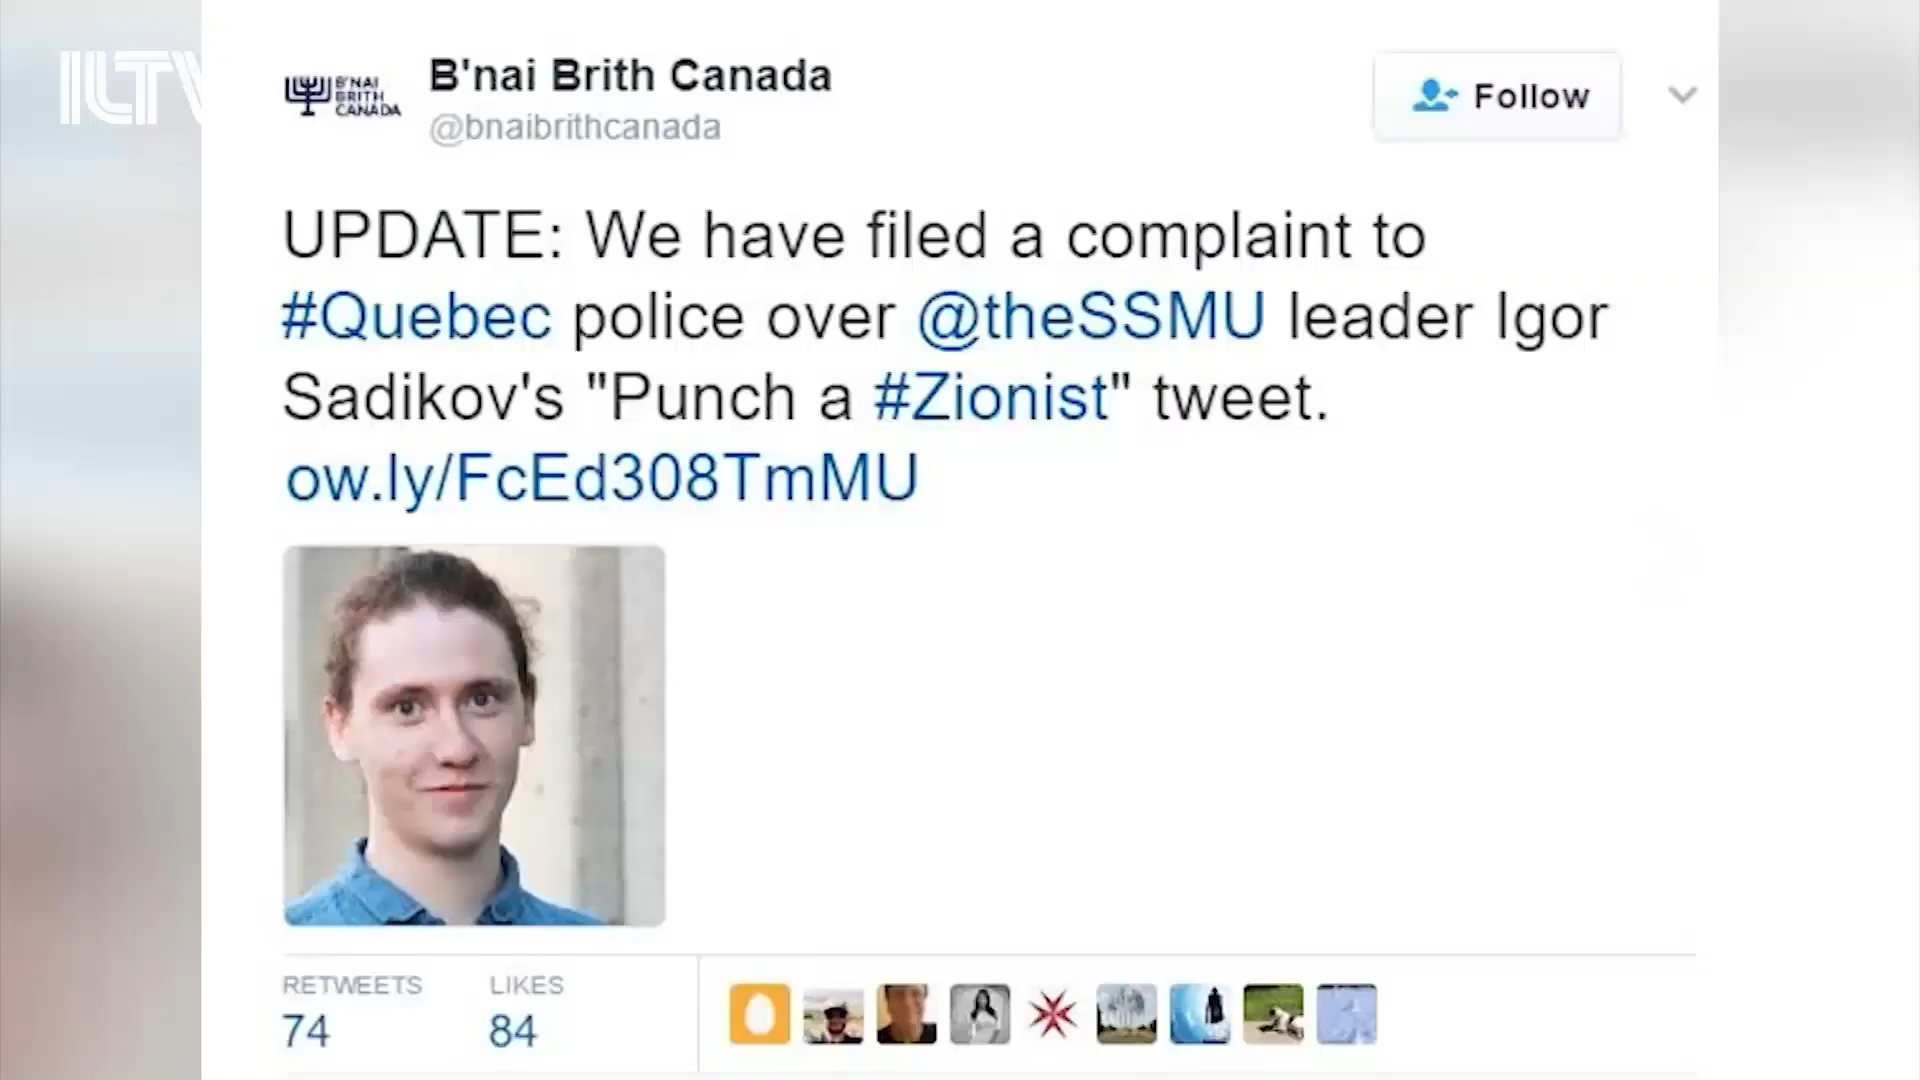 ILTV
B'NAI
BRITH
CANADA
B'nai Brith Canada
@bnaibrithcanada
Follow
UPDATE: We have filed a complaint to
#Quebec police over @theSSMU leader Igor
Sadikov's "Punch a #Zionist" tweet.
ow.ly/FcEd308TmMU
RETWEETS LIKES
74 84